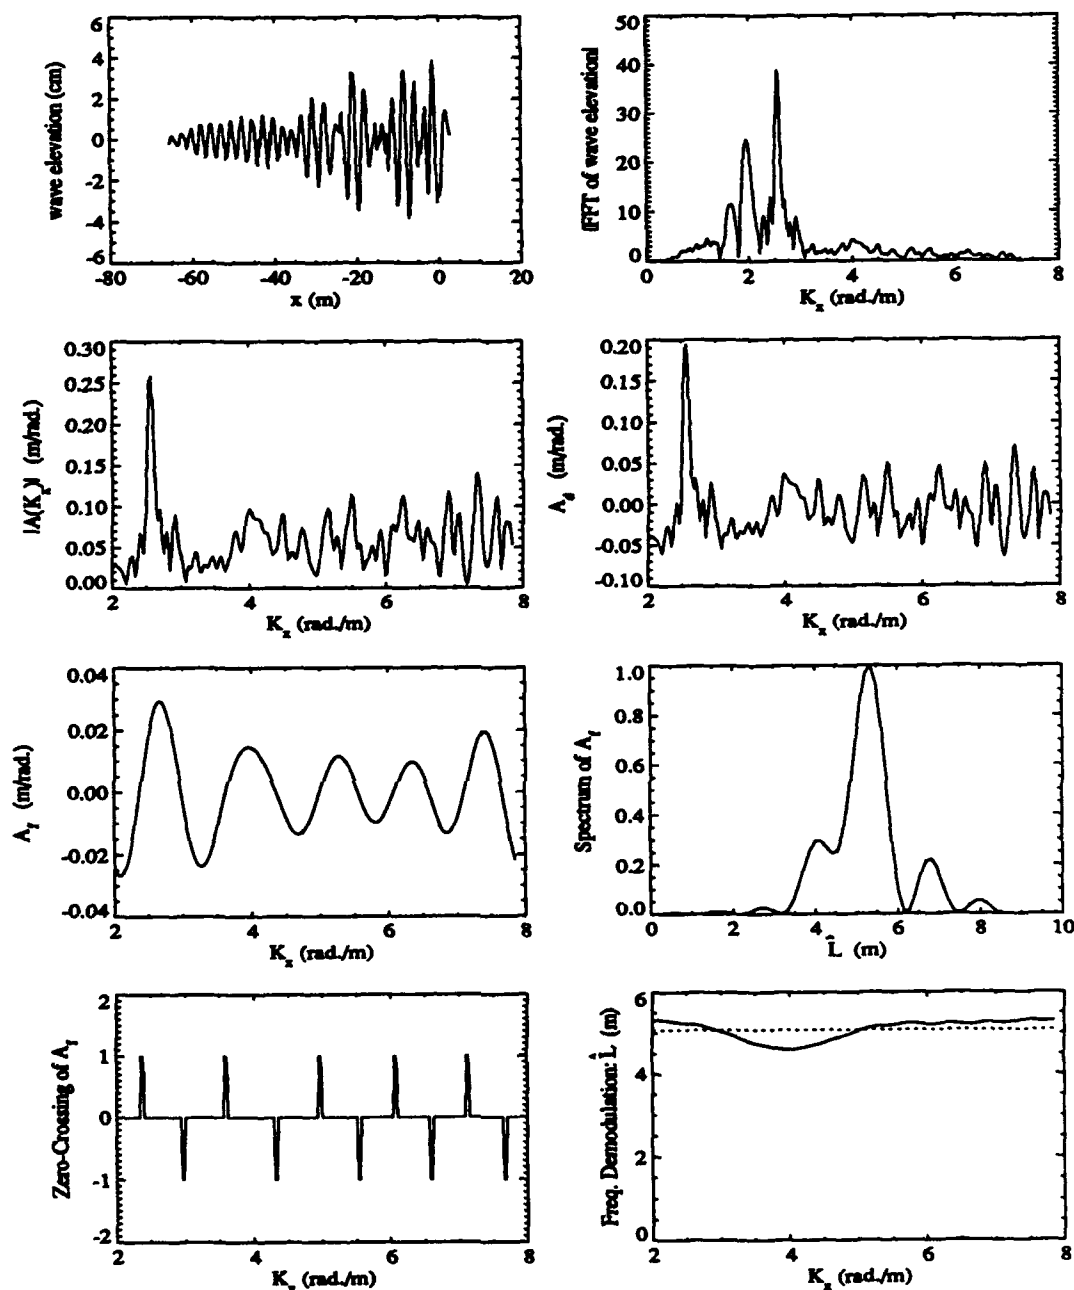 6
4
2
0
-2
-4
-6
wave elevation (cm)
-80 -60 -40 -20 0 20
x (m)
50
40
30
20
10
0
|FFT of wave elevation|
0 2 4 6 8
K_x (rad./m)
0.30
0.25
0.20
0.15
0.10
0.05
0.00
|A(K_x)| (m/rad.)
2 4 6 8
K_x (rad./m)
0.20
0.15
0.10
0.05
0.00
-0.05
-0.10
A_d (m/rad.)
2 4 6 8
K_x (rad./m)
0.04
0.02
0.00
-0.02
-0.04
A_f (m/rad.)
2 4 6 8
K_x (rad./m)
1.0
0.8
0.6
0.4
0.2
0.0
Spectrum of A_f
0 2 4 6 8 10
L̂ (m)
2
1
0
-1
-2
Zero-Crossing of A_f
2 4 6 8
K_x (rad./m)
6
4
2
0
Freq. Demodulation: L̂ (m)
2 4 6 8
K_x (rad./m)